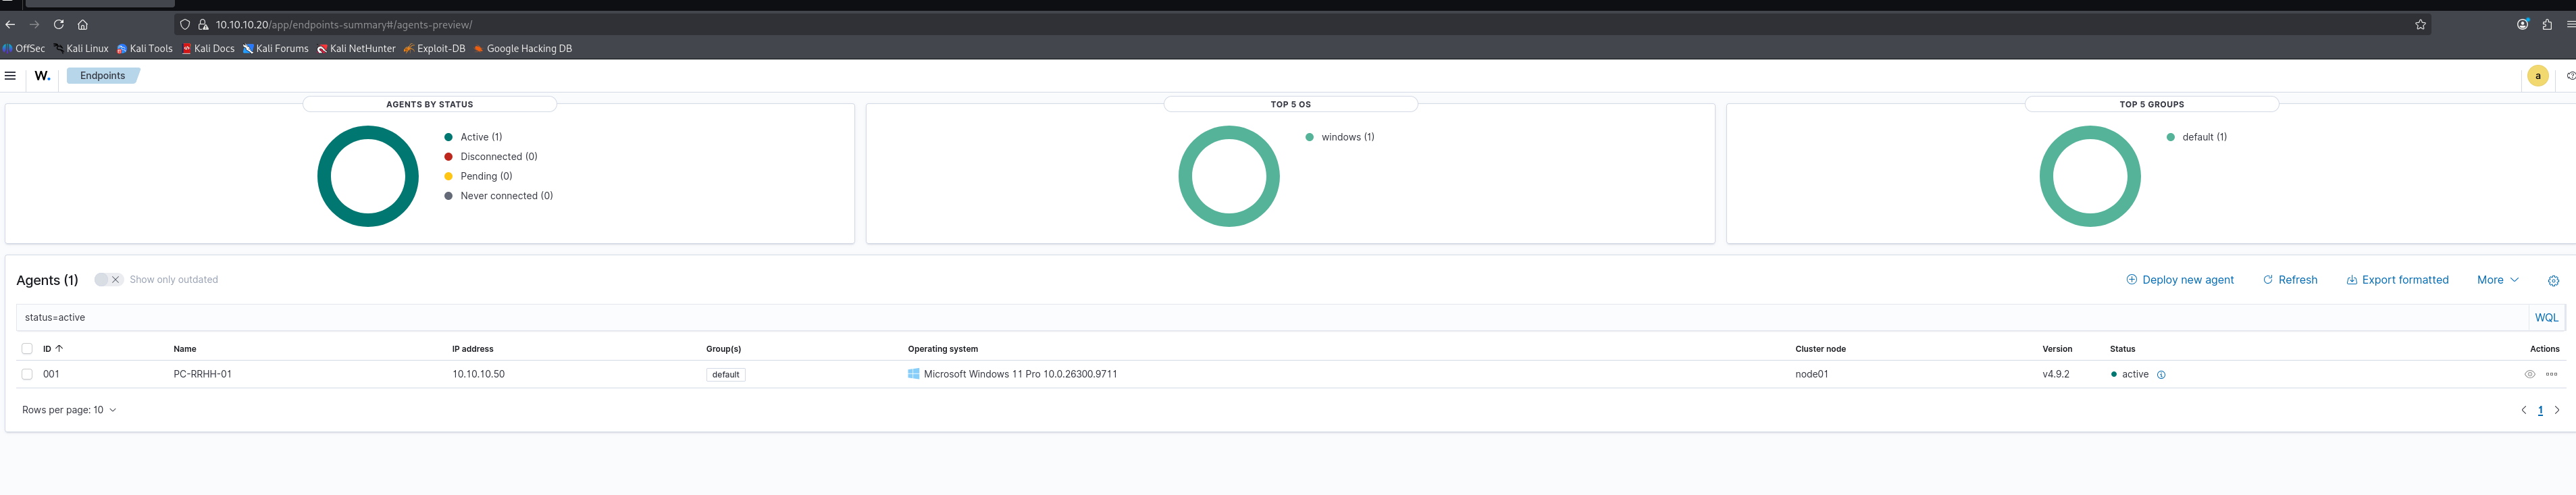 10.10.10.20/app/endpoints-summary#/agents-preview/
OffSec Kali Linux Kali Tools Kali Docs Kali Forums Kali NetHunter Exploit-DB Google Hacking DB
W. Endpoints a
AGENTS BY STATUS
Active (1)
Disconnected (0)
Pending (0)
Never connected (0)
TOP 5 OS
windows (1)
TOP 5 GROUPS
default (1)
Agents (1) Show only outdated Deploy new agent Refresh Export formatted More
status=active WQL
ID Name IP address Group(s) Operating system Cluster node Version Status Actions
001 PC-RRHH-01 10.10.10.50 default Microsoft Windows 11 Pro 10.0.26300.9711 node01 v4.9.2 active
Rows per page: 10 1